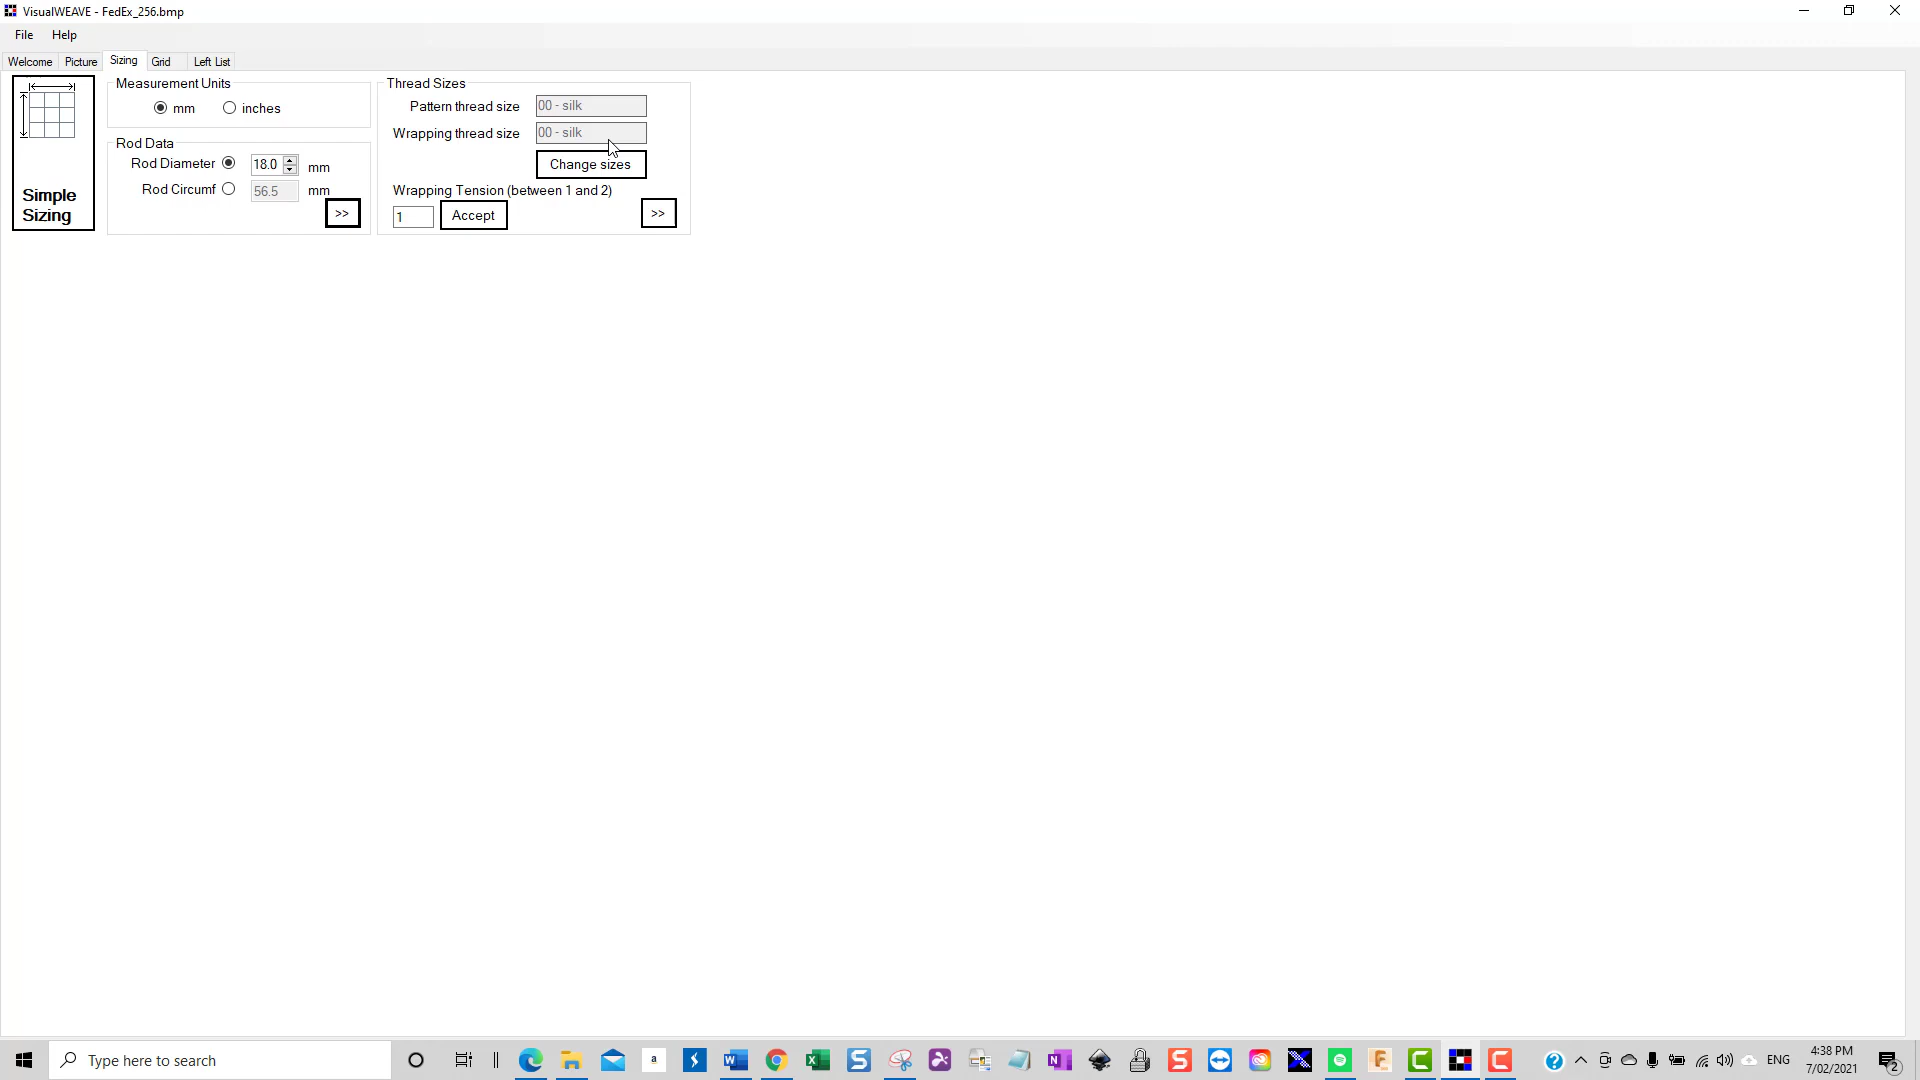 VisualWEAVE - FedEx_256.bmp
File Help
Welcome Picture Sizing Grid Left List
Simple
Sizing
Measurement Units
mm inches
Rod Data
Rod Diameter 18.0 mm
Rod Circumf 56.5 mm
>>
Thread Sizes
Pattern thread size 00 - silk
Wrapping thread size 00 - silk
Change sizes
Wrapping Tension (between 1 and 2)
1 Accept >>
Type here to search
ENG
4:38 PM
7/02/2021
2